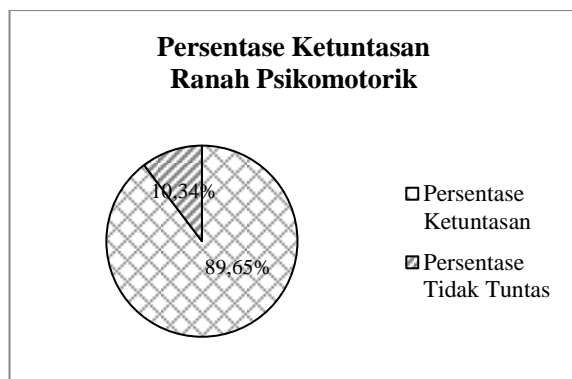 Persentase Ketuntasan
Ranah Psikomotorik
10,34%
89,65%
Persentase
Ketuntasan
Persentase
Tidak Tuntas